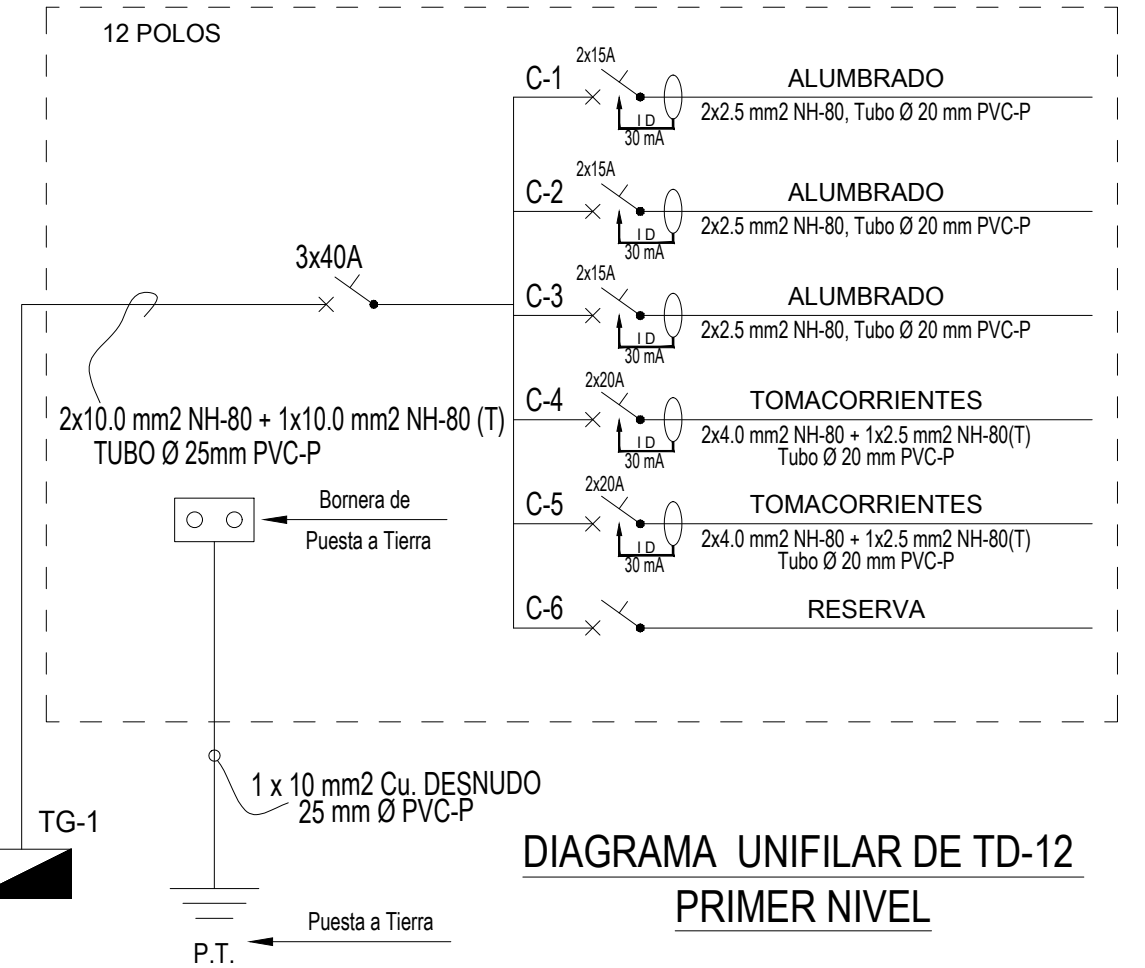 12 POLOS
2x15A
C-1
ALUMBRADO
2x2.5 mm2 NH-80, Tubo Ø 20 mm PVC-P
I D
30 mA
2x15A
C-2
ALUMBRADO
2x2.5 mm2 NH-80, Tubo Ø 20 mm PVC-P
I D
30 mA
3x40A
2x15A
C-3
ALUMBRADO
2x2.5 mm2 NH-80, Tubo Ø 20 mm PVC-P
I D
30 mA
2x20A
C-4
TOMACORRIENTES
2x4.0 mm2 NH-80 + 1x2.5 mm2 NH-80(T)
Tubo Ø 20 mm PVC-P
I D
30 mA
2x10.0 mm2 NH-80 + 1x10.0 mm2 NH-80 (T)
TUBO Ø 25mm PVC-P
2x20A
C-5
TOMACORRIENTES
2x4.0 mm2 NH-80 + 1x2.5 mm2 NH-80(T)
Tubo Ø 20 mm PVC-P
I D
30 mA
Bornera de
Puesta a Tierra
C-6
RESERVA
1 x 10 mm2 Cu. DESNUDO
25 mm Ø PVC-P
TG-1
DIAGRAMA UNIFILAR DE TD-12
PRIMER NIVEL
Puesta a Tierra
P.T.